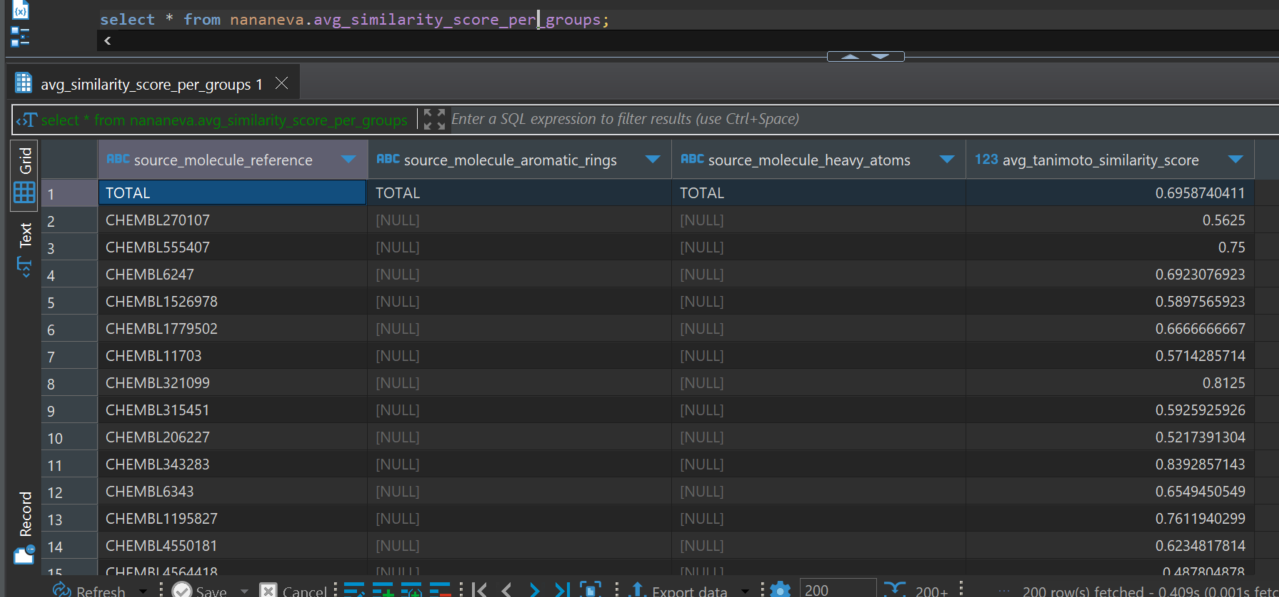 select * from nananeva.avg_similarity_score_per_groups;
avg_similarity_score_per_groups 1
select * from nananeva.avg_similarity_score_per_groups Enter a SQL expression to filter results (use Ctrl+Space)
Grid
Text
Record
ABC source_molecule_reference ABC source_molecule_aromatic_rings ABC source_molecule_heavy_atoms 123 avg_tanimoto_similarity_score
1 TOTAL TOTAL TOTAL 0.6958740411
2 CHEMBL270107 [NULL] [NULL] 0.5625
3 CHEMBL555407 [NULL] [NULL] 0.75
4 CHEMBL6247 [NULL] [NULL] 0.6923076923
5 CHEMBL1526978 [NULL] [NULL] 0.5897565923
6 CHEMBL1779502 [NULL] [NULL] 0.6666666667
7 CHEMBL11703 [NULL] [NULL] 0.5714285714
8 CHEMBL321099 [NULL] [NULL] 0.8125
9 CHEMBL315451 [NULL] [NULL] 0.5925925926
10 CHEMBL206227 [NULL] [NULL] 0.5217391304
11 CHEMBL343283 [NULL] [NULL] 0.8392857143
12 CHEMBL6343 [NULL] [NULL] 0.6549450549
13 CHEMBL1195827 [NULL] [NULL] 0.7611940299
14 CHEMBL4550181 [NULL] [NULL] 0.6234817814
15 CHEMBL4564418 [NULL] [NULL] 0.487804878
Refresh Save Cancel Export data 200 200+ 200 row(s) fetched - 0.409s (0.001s fetc